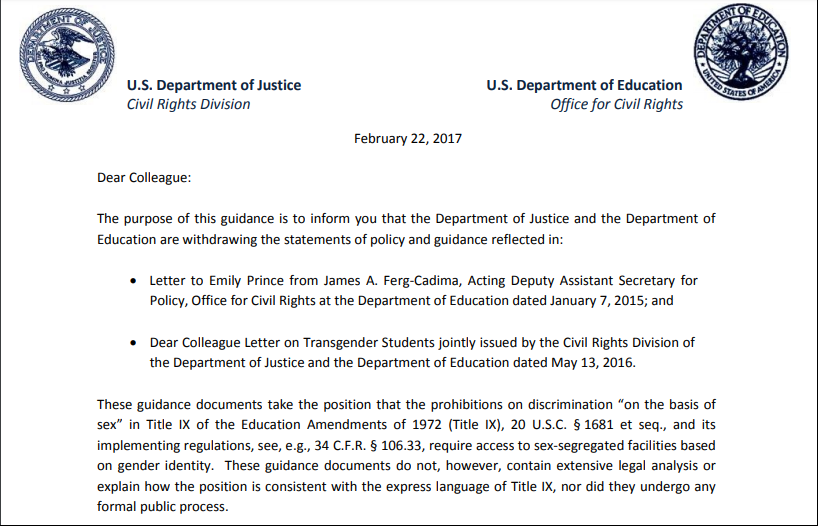 U.S. Department of Justice
Civil Rights Division
U.S. Department of Education
Office for Civil Rights
DEPARTMENT OF JUSTICE
DEPARTMENT OF EDUCATION
UNITED STATES OF AMERICA
February 22, 2017
Dear Colleague:
The purpose of this guidance is to inform you that the Department of Justice and the Department of
Education are withdrawing the statements of policy and guidance reflected in:
• Letter to Emily Prince from James A. Ferg-Cadima, Acting Deputy Assistant Secretary for
Policy, Office for Civil Rights at the Department of Education dated January 7, 2015; and
• Dear Colleague Letter on Transgender Students jointly issued by the Civil Rights Division of
the Department of Justice and the Department of Education dated May 13, 2016.
These guidance documents take the position that the prohibitions on discrimination “on the basis of
sex” in Title IX of the Education Amendments of 1972 (Title IX), 20 U.S.C. § 1681 et seq., and its
implementing regulations, see, e.g., 34 C.F.R. § 106.33, require access to sex-segregated facilities based
on gender identity.  These guidance documents do not, however, contain extensive legal analysis or
explain how the position is consistent with the express language of Title IX, nor did they undergo any
formal public process.